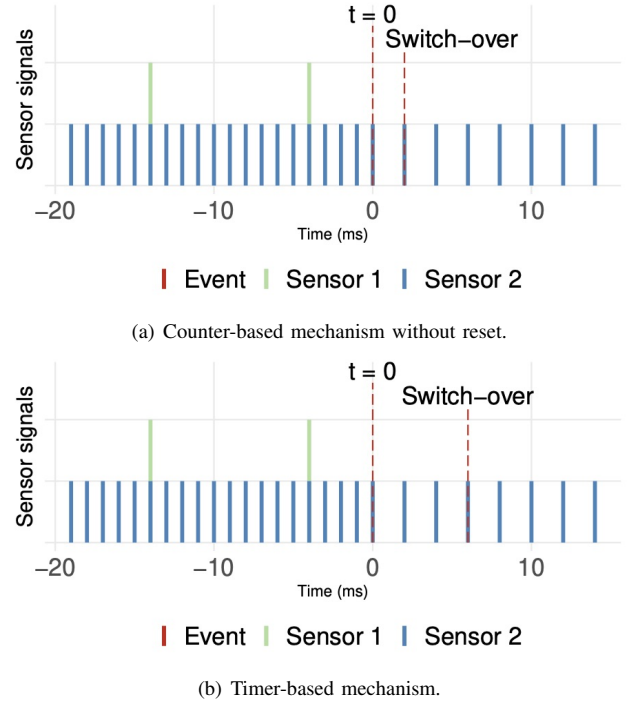 t = 0
Switch−over
Sensor signals
−20 −10 0 10
Time (ms)
Event Sensor 1 Sensor 2
(a) Counter-based mechanism without reset.
t = 0
Switch−over
Sensor signals
−20 −10 0 10
Time (ms)
Event Sensor 1 Sensor 2
(b) Timer-based mechanism.